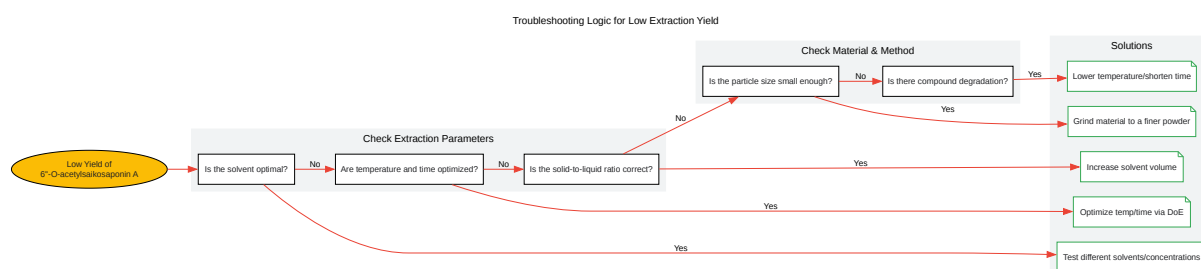 Troubleshooting Logic for Low Extraction Yield
Check Material & Method
Solutions
Is the particle size small enough?
No
Is there compound degradation?
Yes
Lower temperature/shorten time
Yes
Grind material to a finer powder
No
Check Extraction Parameters
Low Yield of
6"-O-acetylsaikosaponin A
Is the solvent optimal?
No
Are temperature and time optimized?
No
Is the solid-to-liquid ratio correct?
Yes
Increase solvent volume
Yes
Optimize temp/time via DoE
Yes
Test different solvents/concentrations